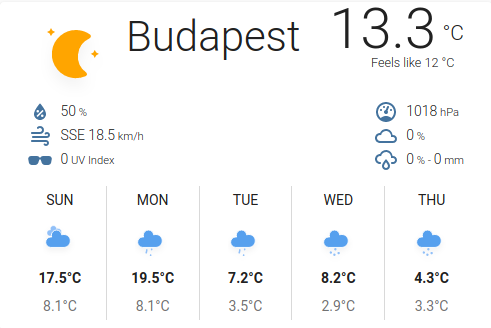 Budapest
13.3 °C
Feels like 12 °C
50 %
1018 hPa
SSE 18.5 km/h
0 %
0 UV Index
0 % - 0 mm
SUN MON TUE WED THU
17.5°C 19.5°C 7.2°C 8.2°C 4.3°C
8.1°C 8.1°C 3.5°C 2.9°C 3.3°C